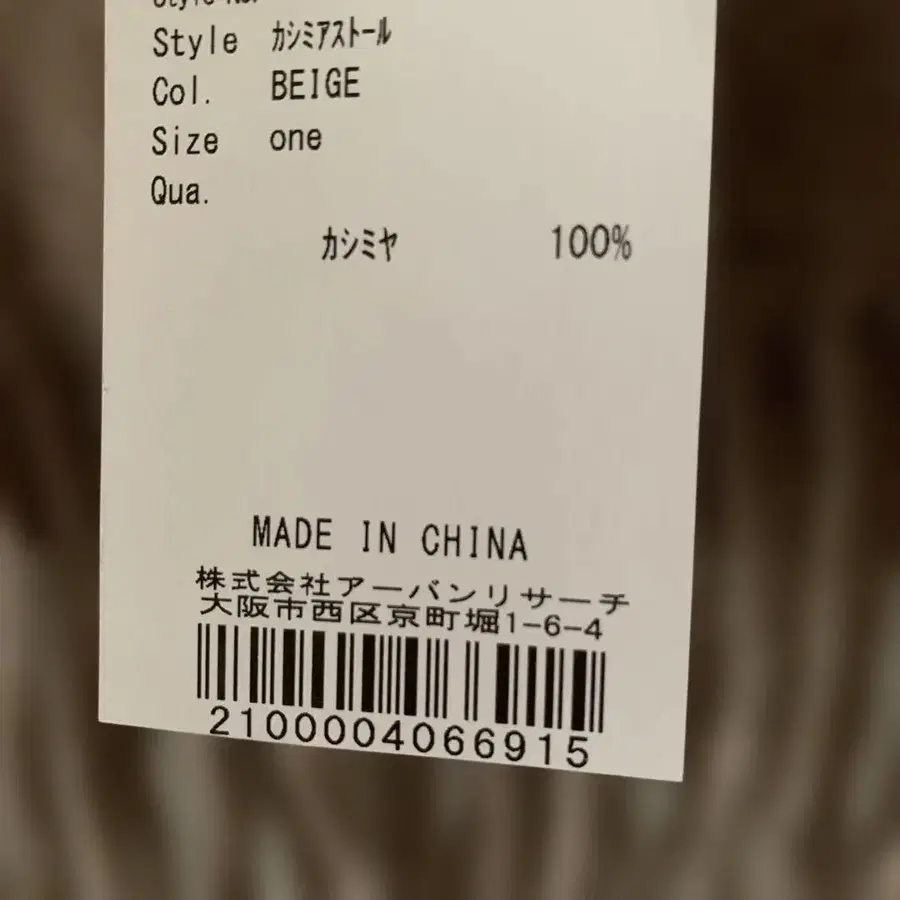 Style No.
Style カシミアストール
Col. BEIGE
Size one
Qua.
カシミヤ 100%
MADE IN CHINA
株式会社アーバンリサーチ
大阪市西区京町堀1-6-4
2100004066915